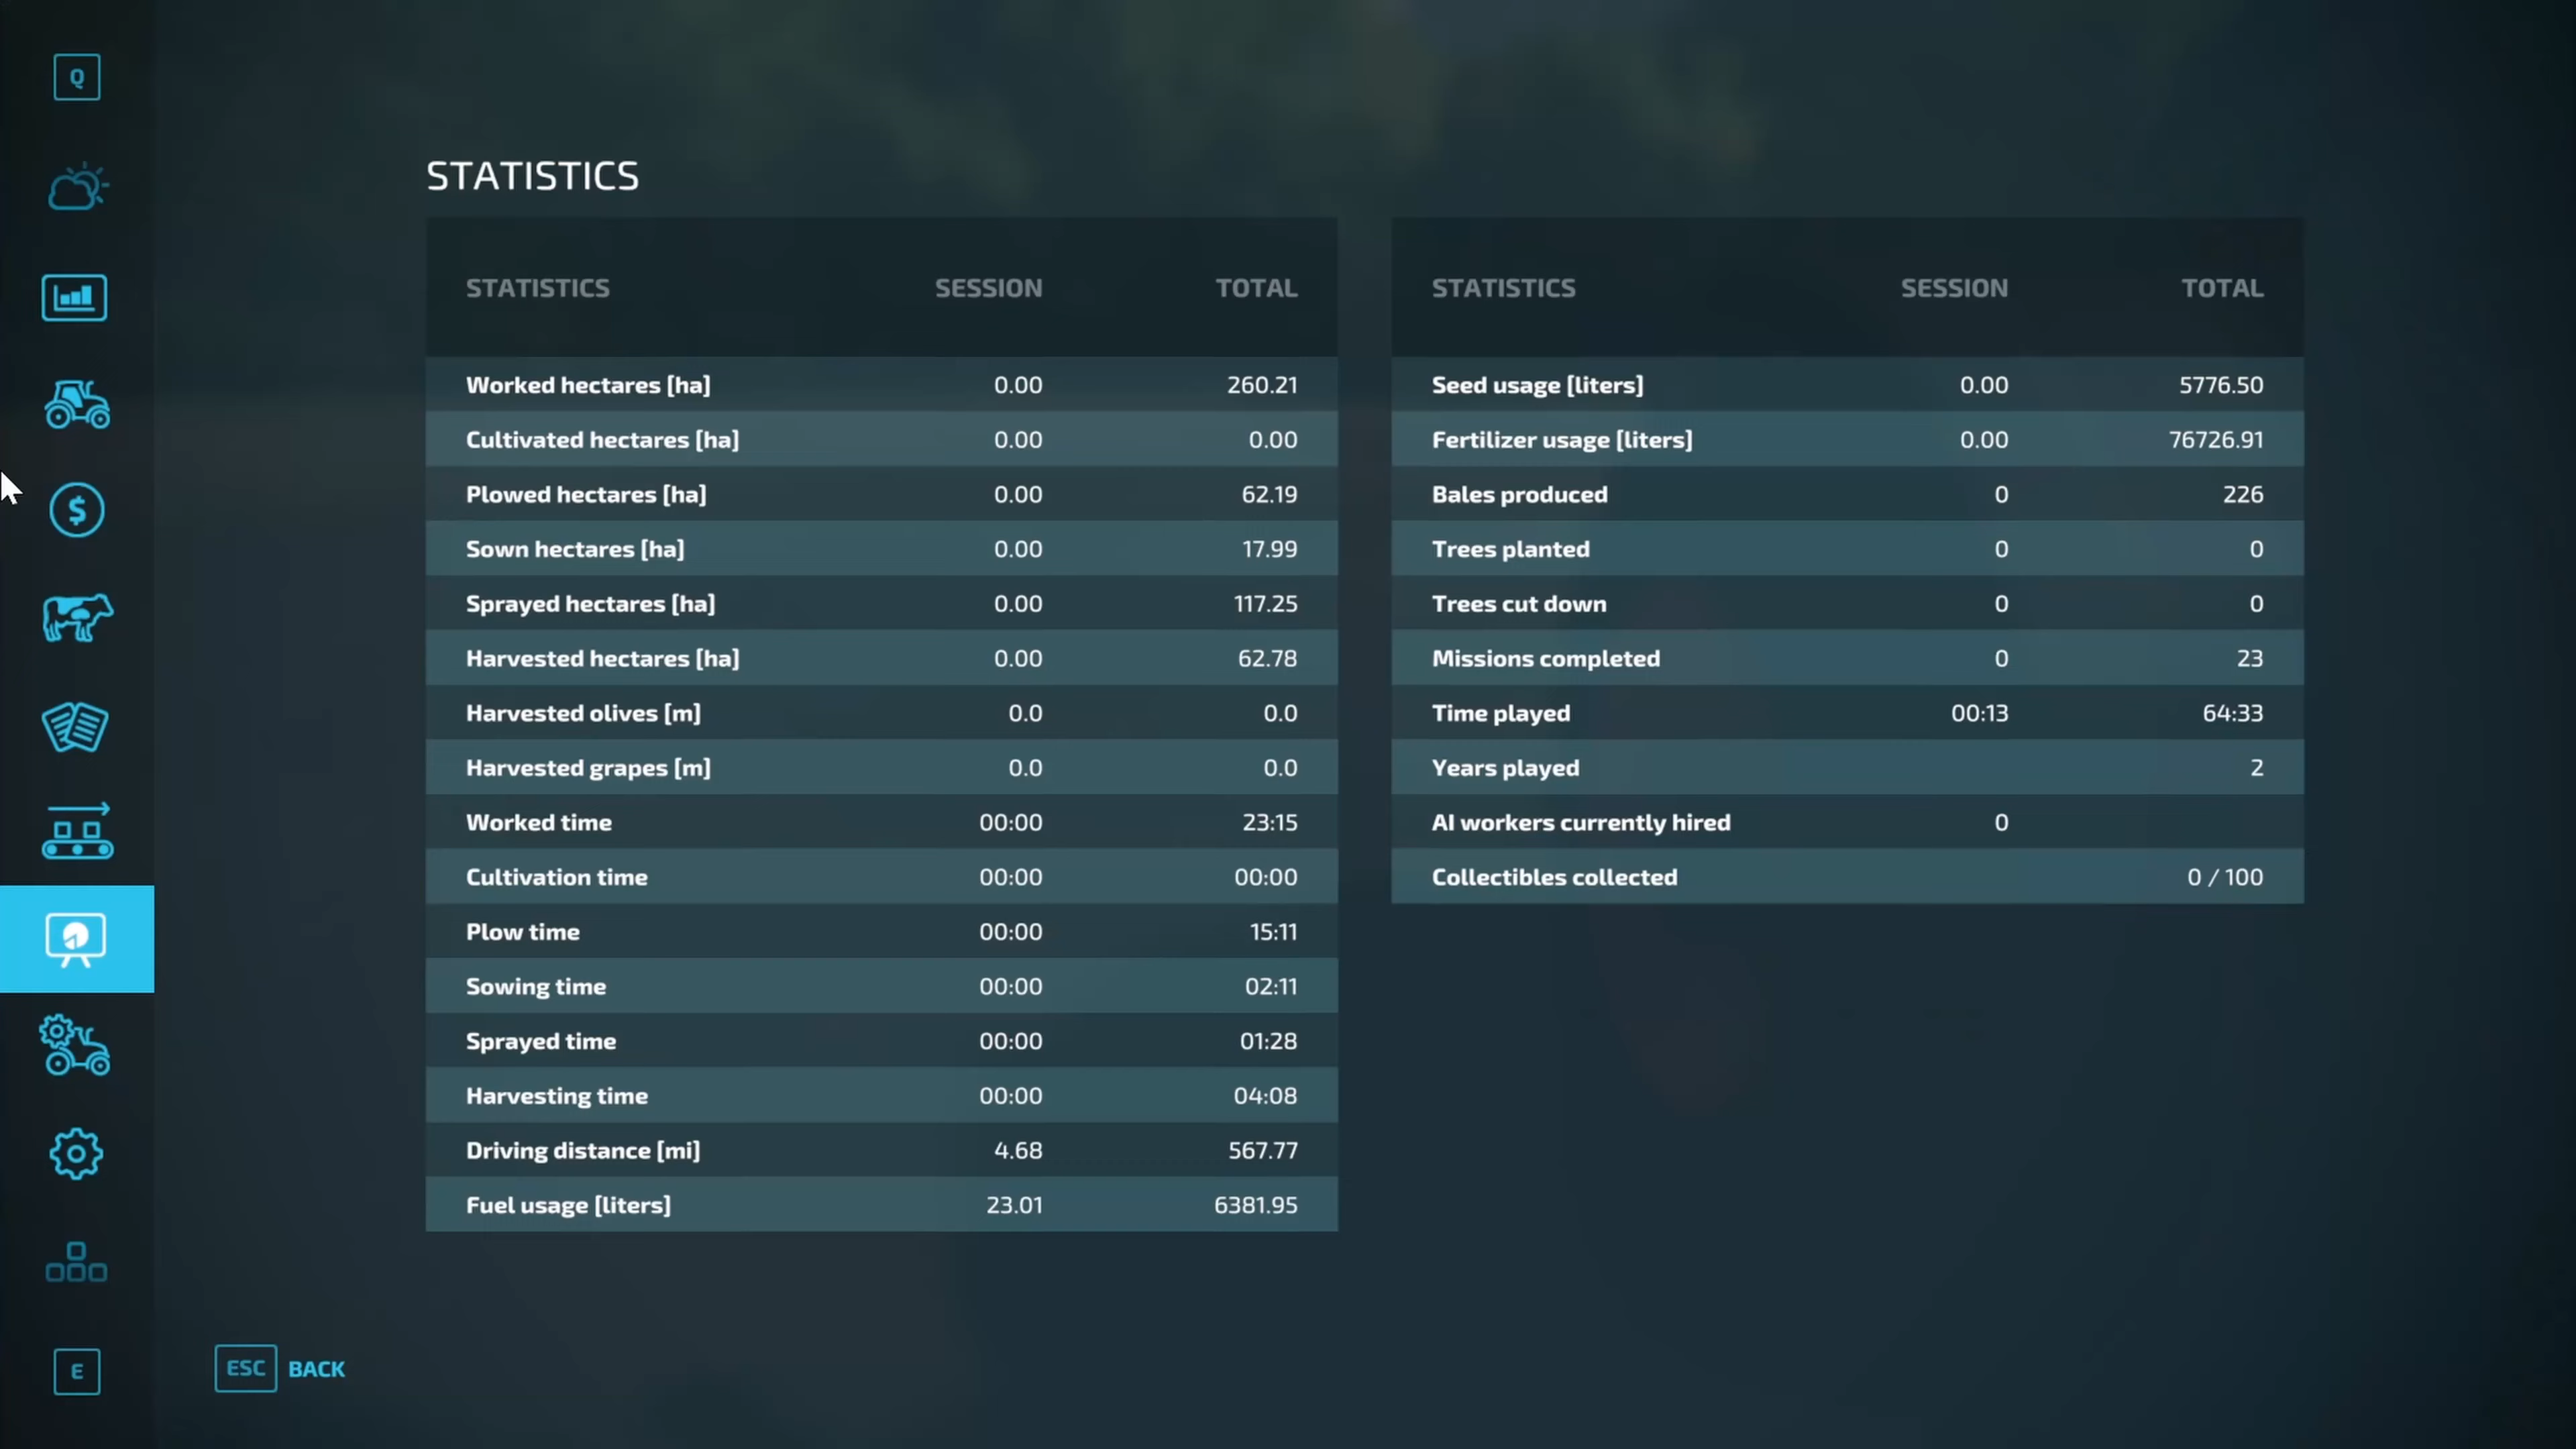 Q
STATISTICS
STATISTICS SESSION TOTAL
Worked hectares [ha] 0.00 260.21
Cultivated hectares [ha] 0.00 0.00
Plowed hectares [ha] 0.00 62.19
Sown hectares [ha] 0.00 17.99
Sprayed hectares [ha] 0.00 117.25
Harvested hectares [ha] 0.00 62.78
Harvested olives [m] 0.0 0.0
Harvested grapes [m] 0.0 0.0
Worked time 00:00 23:15
Cultivation time 00:00 00:00
Plow time 00:00 15:11
Sowing time 00:00 02:11
Sprayed time 00:00 01:28
Harvesting time 00:00 04:08
Driving distance [mi] 4.68 567.77
Fuel usage [liters] 23.01 6381.95
STATISTICS SESSION TOTAL
Seed usage [liters] 0.00 5776.50
Fertilizer usage [liters] 0.00 76726.91
Bales produced 0 226
Trees planted 0 0
Trees cut down 0 0
Missions completed 0 23
Time played 00:13 64:33
Years played 2
AI workers currently hired 0
Collectibles collected 0 / 100
$
E
ESC BACK